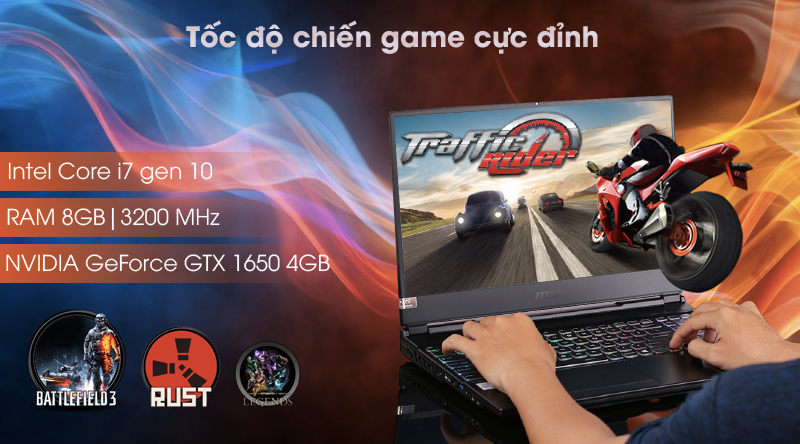 Tốc độ chiến game cực đỉnh
Traffic
Rider
Intel Core i7 gen 10
RAM 8GB | 3200 MHz
NVIDIA GeForce GTX 1650 4GB
msi
BATTLEFIELD 3
RUST
LEGENDS